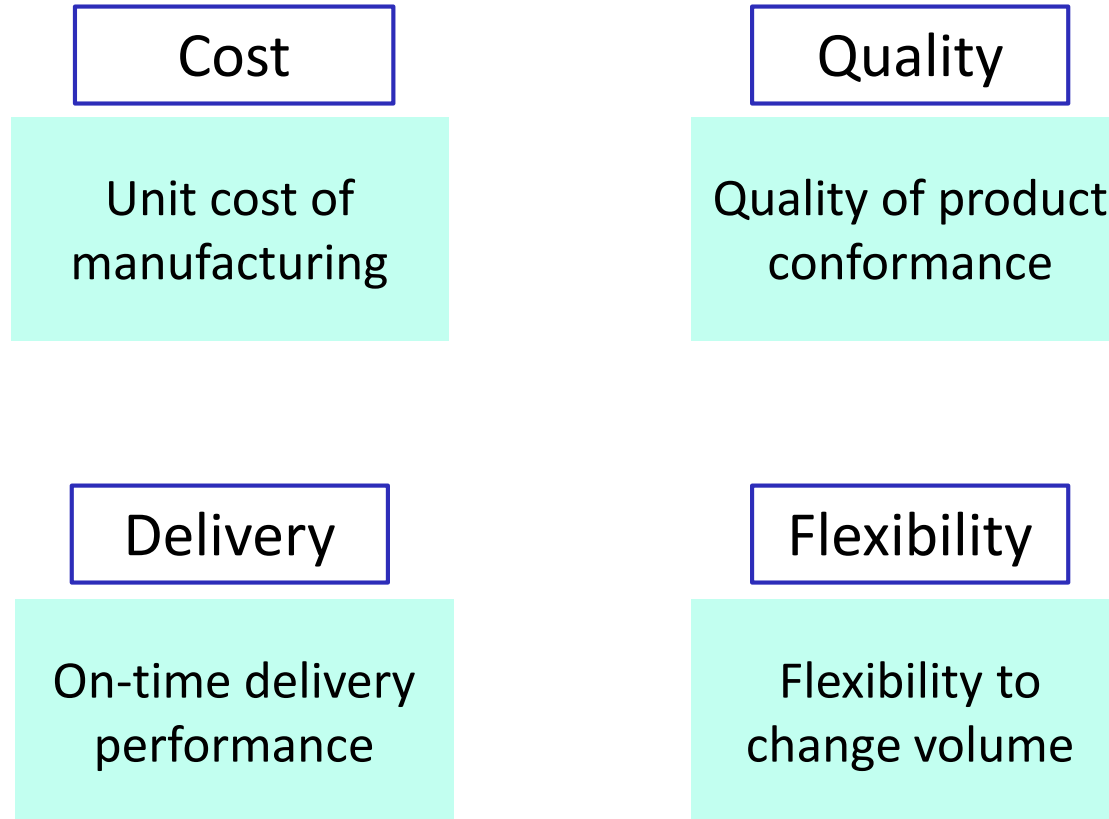 Cost
Unit cost of
manufacturing
Quality
Quality of product
conformance
Delivery
On-time delivery
performance
Flexibility
Flexibility to
change volume